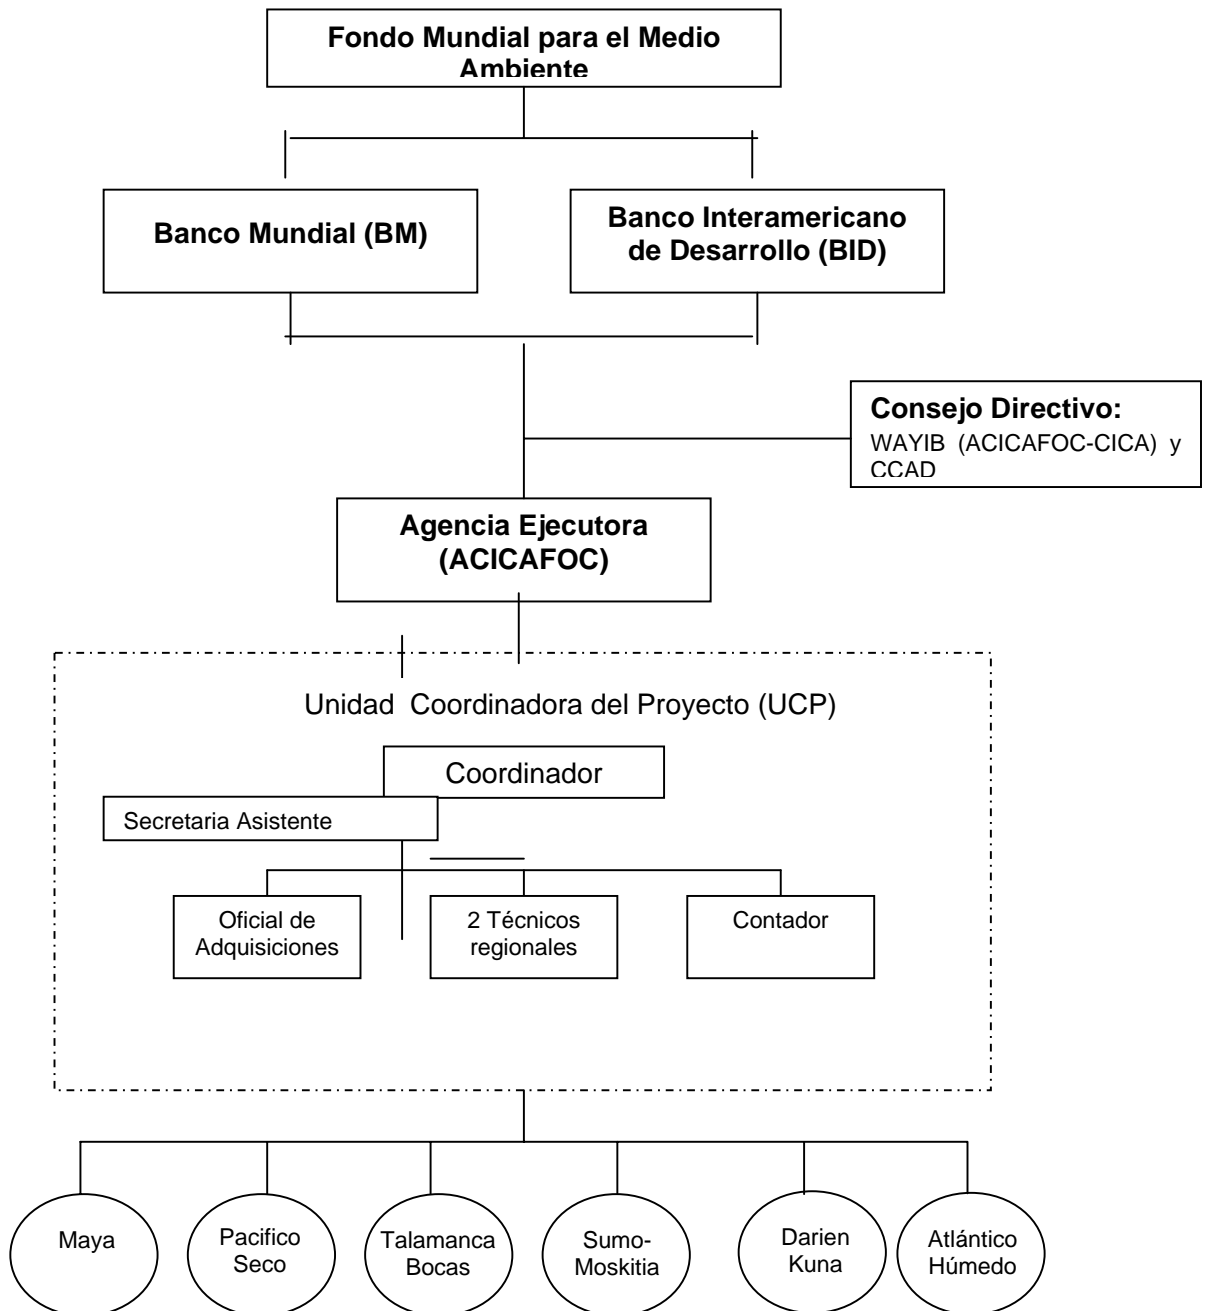 Fondo Mundial para el Medio
Ambiente
Banco Mundial (BM)
Banco Interamericano
de Desarrollo (BID)
Consejo Directivo:
WAYIB (ACICAFOC-CICA) y
CCAD
Agencia Ejecutora
(ACICAFOC)
Unidad Coordinadora del Proyecto (UCP)
Coordinador
Secretaria Asistente
Oficial de
Adquisiciones
2 Técnicos
regionales
Contador
Maya
Pacifico
Seco
Talamanca
Bocas
Sumo-
Moskitia
Darien
Kuna
Atlántico
Húmedo